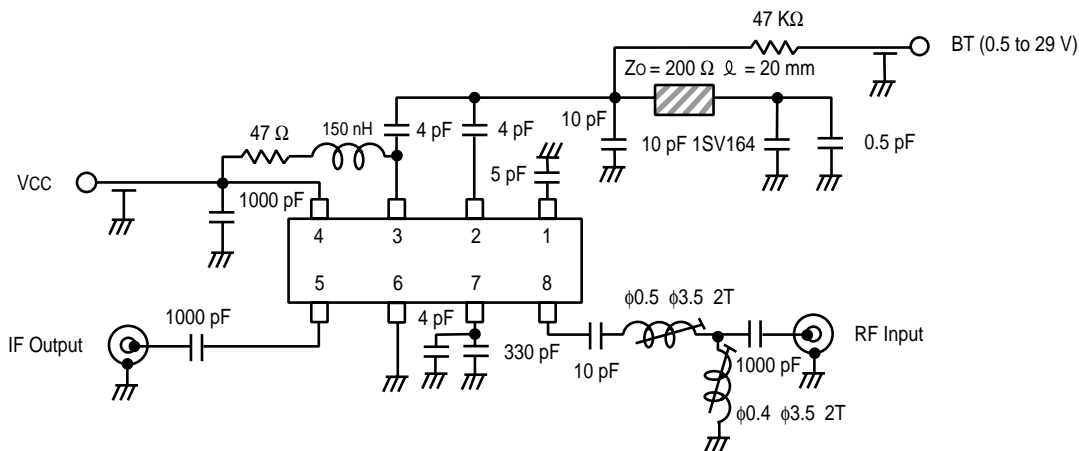 47 KΩ
BT (0.5 to 29 V)
Zo = 200 Ω ℓ = 20 mm
10 pF
4 pF
4 pF
47 Ω
150 nH
10 pF 1SV164
0.5 pF
5 pF
VCC
1000 pF
4 3 2 1
5 6 7 8
ϕ0.5 ϕ3.5 2T
1000 pF
4 pF
IF Output
RF Input
330 pF
10 pF
1000 pF
ϕ0.4 ϕ3.5 2T